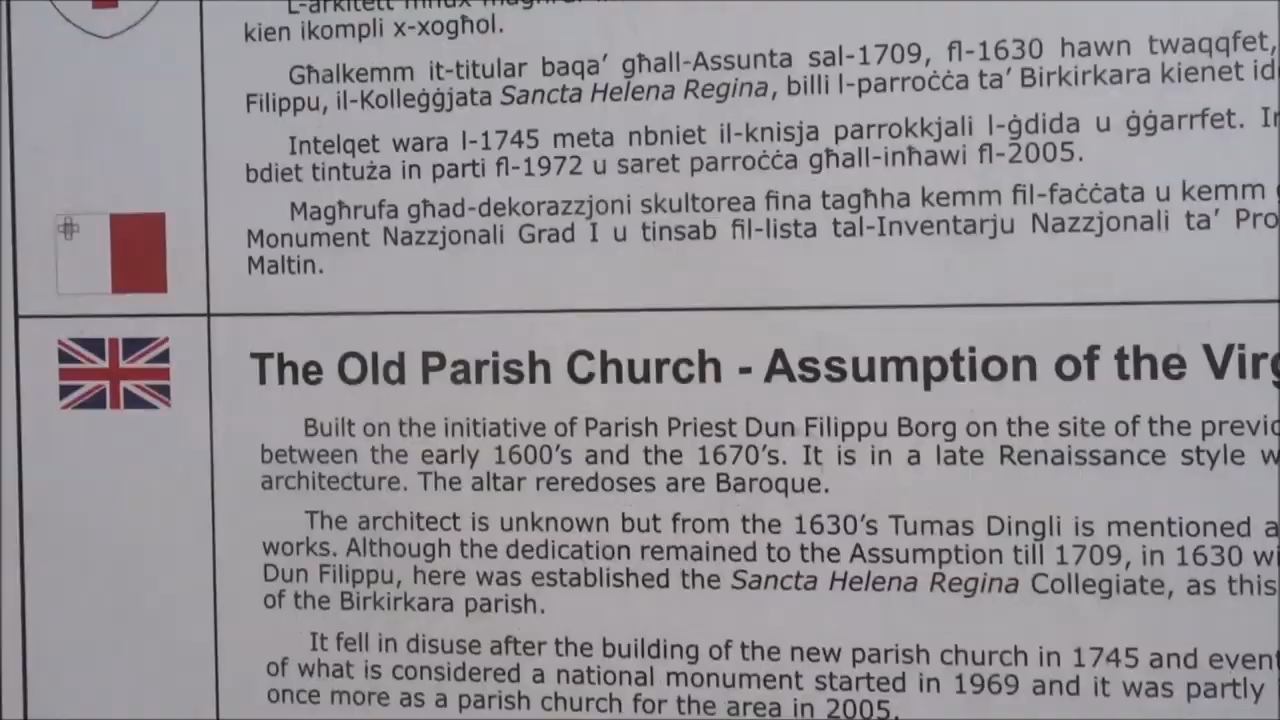 L-arkitett mhux magħruf
kien ikompli x-xogħol.
Għalkemm it-titular baqa’ għall-Assunta sal-1709, fl-1630 hawn twaqqfet,
Filippu, il-Kolleġġjata Sancta Helena Regina, billi l-parroċċa ta’ Birkirkara kienet
Intelqet wara l-1745 meta nbniet il-knisja parrokkjali l-ġdida u ġġarrfet.
bdiet tintuża in parti fl-1972 u saret parroċċa għall-inħawi fl-2005.
Magħrufa għad-dekorazzjoni skultorea fina tagħha kemm fil-faċċata u kemm
Monument Nazzjonali Grad I u tinsab fil-lista tal-Inventarju Nazzjonali ta’ Pro
Maltin.
The Old Parish Church - Assumption of the Virg
Built on the initiative of Parish Priest Dun Filippu Borg on the site of the previo
between the early 1600’s and the 1670’s. It is in a late Renaissance style w
architecture. The altar reredoses are Baroque.
The architect is unknown but from the 1630’s Tumas Dingli is mentioned a
works. Although the dedication remained to the Assumption till 1709, in 1630 wi
Dun Filippu, here was established the Sancta Helena Regina Collegiate, as this
of the Birkirkara parish.
It fell in disuse after the building of the new parish church in 1745 and event
of what is considered a national monument started in 1969 and it was partly
once more as a parish church for the area in 2005.